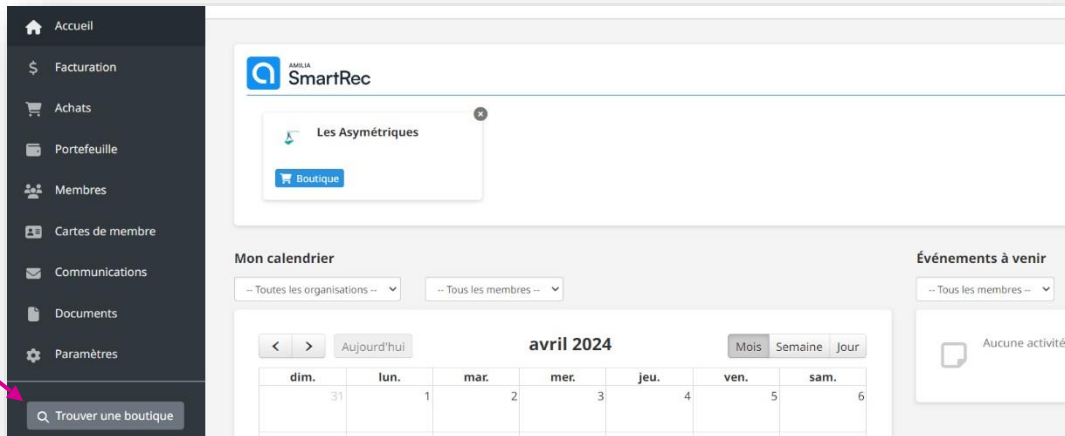 Accueil
Facturation
Achats
Portefeuille
Membres
Cartes de membre
Communications
Documents
Paramètres
Trouver une boutique
AMILIA
SmartRec
Les Asymétriques
Boutique
Mon calendrier
-- Toutes les organisations --
-- Tous les membres --
Aujourd'hui
avril 2024
Mois Semaine Jour
dim. lun. mar. mer. jeu. ven. sam.
31 1 2 3 4 5 6
Événements à venir
-- Tous les membres --
Aucune activité